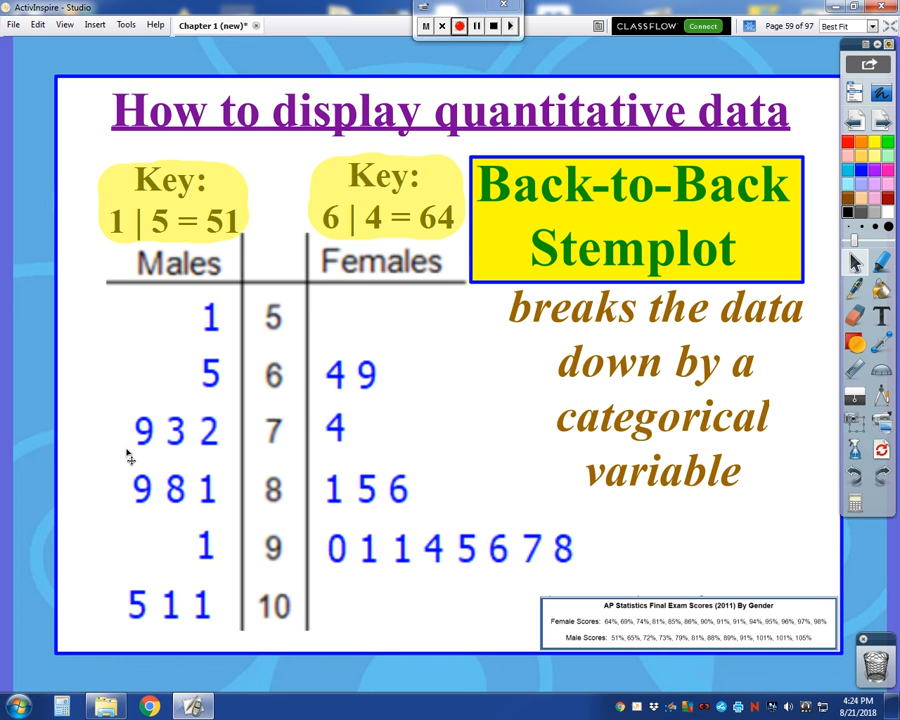 ActivInspire - Studio
File Edit View Insert Tools Help
Chapter 1 (new)*
M
CLASSFLOW Connect
Page 59 of 97
Best Fit
How to display quantitative data
Key:
1 | 5 = 51
Key:
6 | 4 = 64
Back-to-Back
Stemplot
breaks the data
down by a
categorical
variable
Males Females
1 5
5 6 4 9
9 3 2 7 4
9 8 1 8 1 5 6
1 9 0 1 1 4 5 6 7 8
5 1 1 10
AP Statistics Final Exam Scores (2011) By Gender
Female Scores: 64%, 69%, 74%, 81%, 85%, 86%, 90%, 91%, 91%, 94%, 95%, 96%, 97%, 98%
Male Scores: 51%, 65%, 72%, 73%, 79%, 81%, 88%, 89%, 91%, 101%, 101%, 105%
4:24 PM
8/21/2018